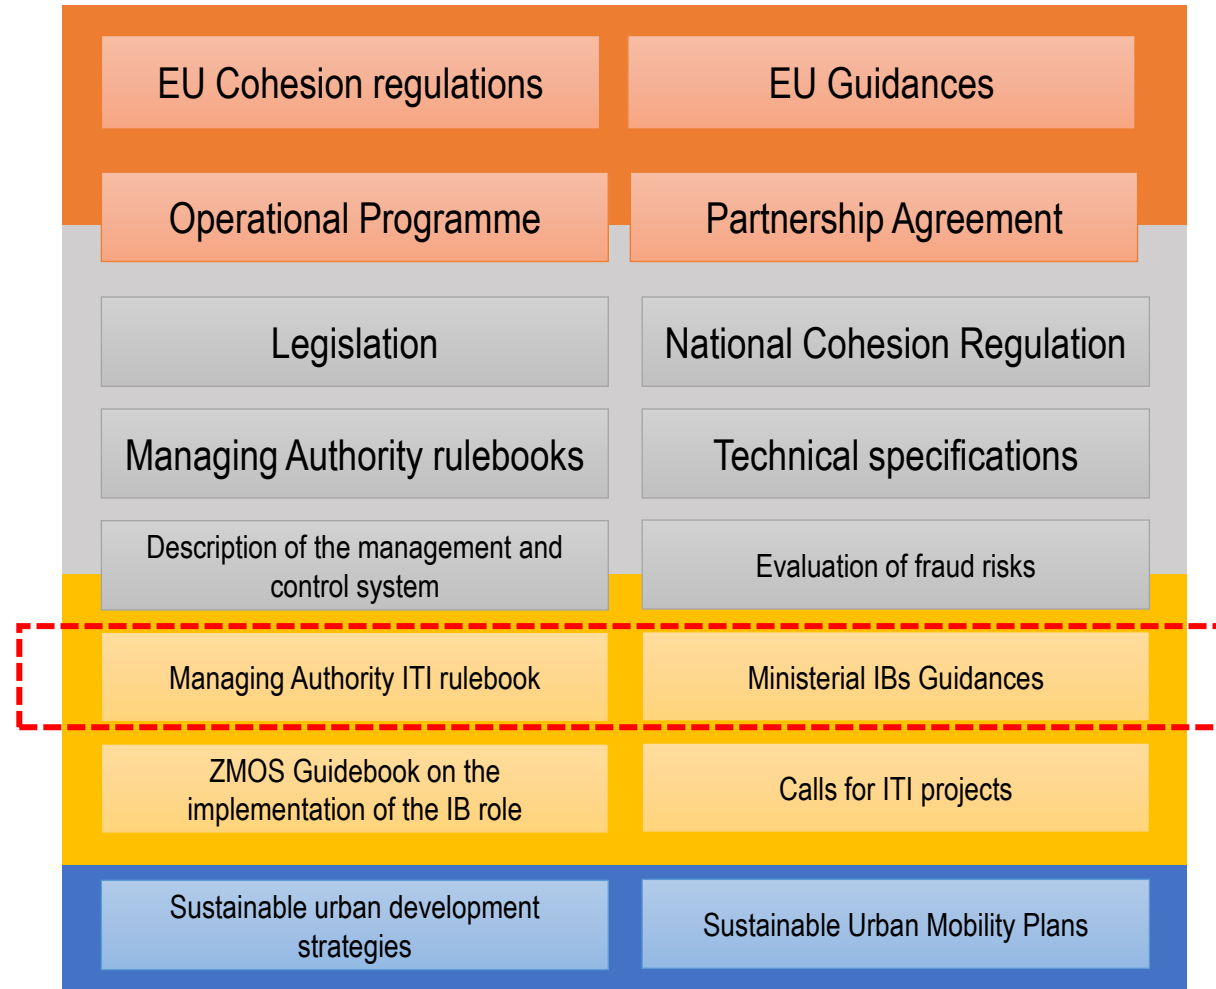 EU Cohesion regulations
EU Guidances
Operational Programme
Partnership Agreement
Legislation
National Cohesion Regulation
Managing Authority rulebooks
Technical specifications
Description of the management and
control system
Evaluation of fraud risks
Managing Authority ITI rulebook
Ministerial IBs Guidances
ZMOS Guidebook on the
implementation of the IB role
Calls for ITI projects
Sustainable urban development
strategies
Sustainable Urban Mobility Plans